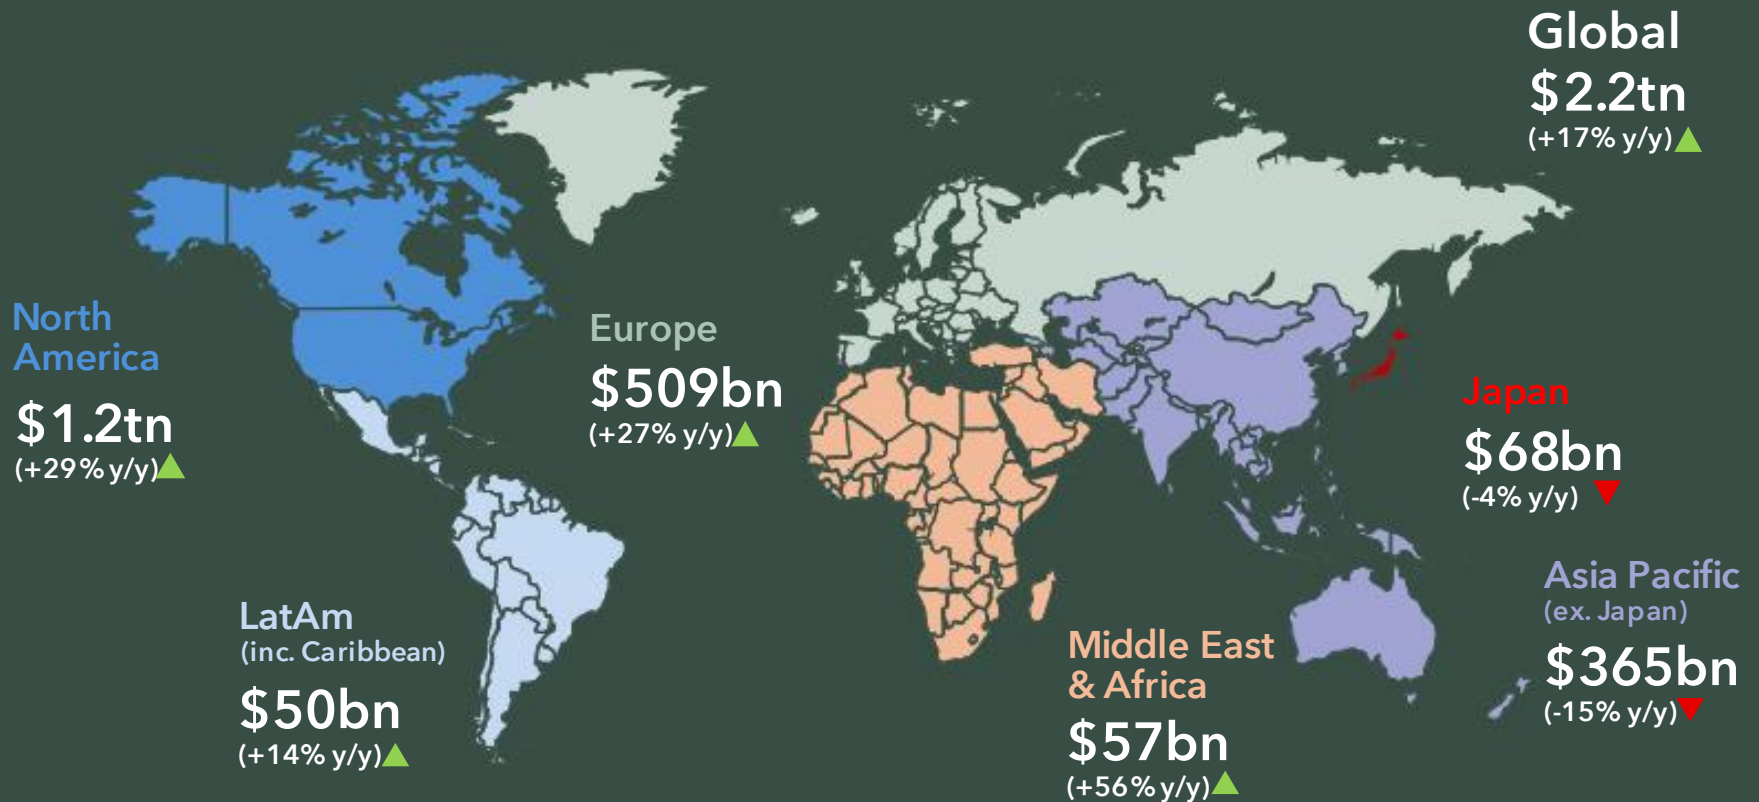 Global
$2.2tn
(+17% y/y)
North
America
$1.2tn
(+29% y/y)
Europe
$509bn
(+27% y/y)
Japan
$68bn
(-4% y/y)
LatAm
(inc. Caribbean)
$50bn
(+14% y/y)
Middle East
& Africa
$57bn
(+56% y/y)
Asia Pacific
(ex. Japan)
$365bn
(-15% y/y)